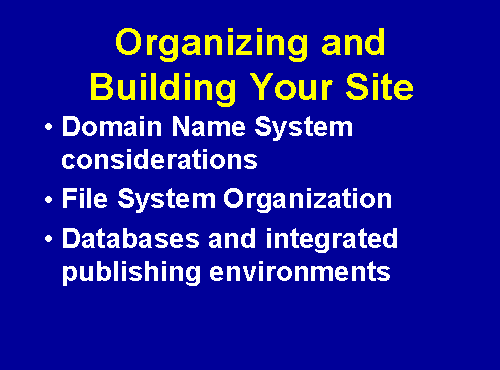 Organizing and
Building Your Site
• Domain Name System
considerations
• File System Organization
• Databases and integrated
publishing environments